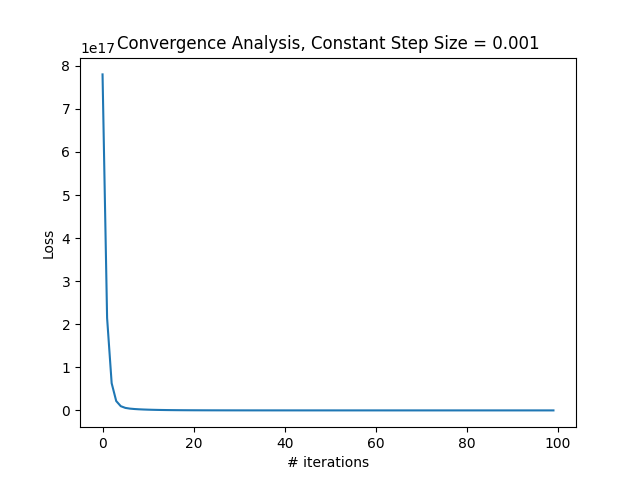 Convergence Analysis, Constant Step Size = 0.001
1e17
8
7
6
5
4
3
2
1
0
Loss
0 20 40 60 80 100
# iterations